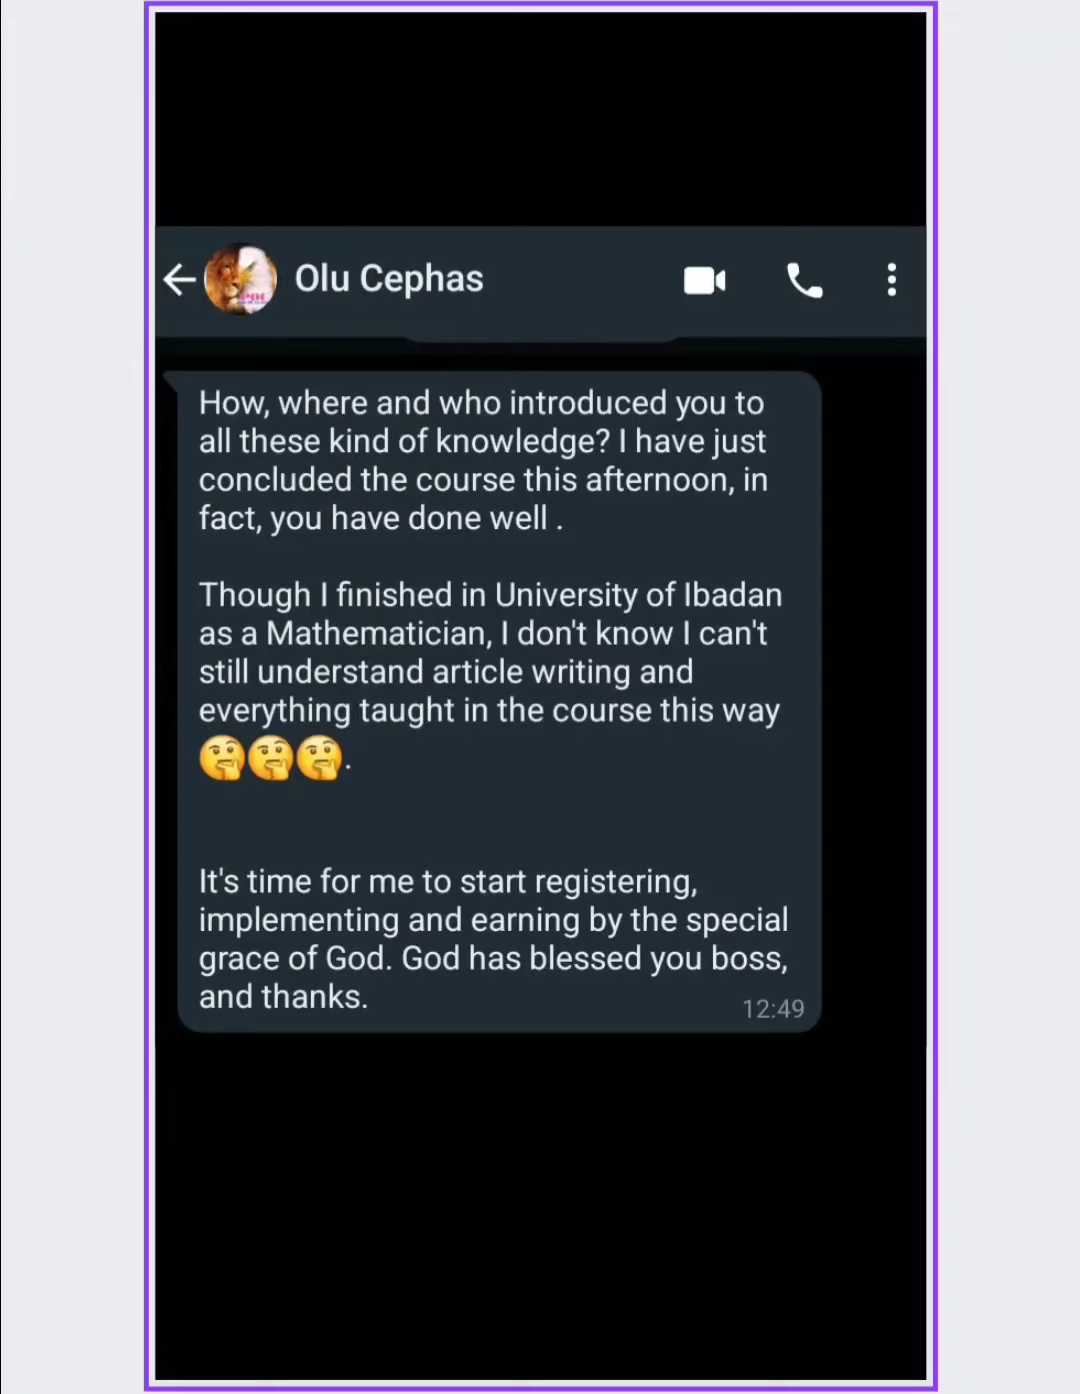 Olu Cephas
How, where and who introduced you to
all these kind of knowledge? I have just
concluded the course this afternoon, in
fact, you have done well .
Though I finished in University of Ibadan
as a Mathematician, I don't know I can't
still understand article writing and
everything taught in the course this way
🤔🤔🤔.
It's time for me to start registering,
implementing and earning by the special
grace of God. God has blessed you boss,
and thanks.
12:49